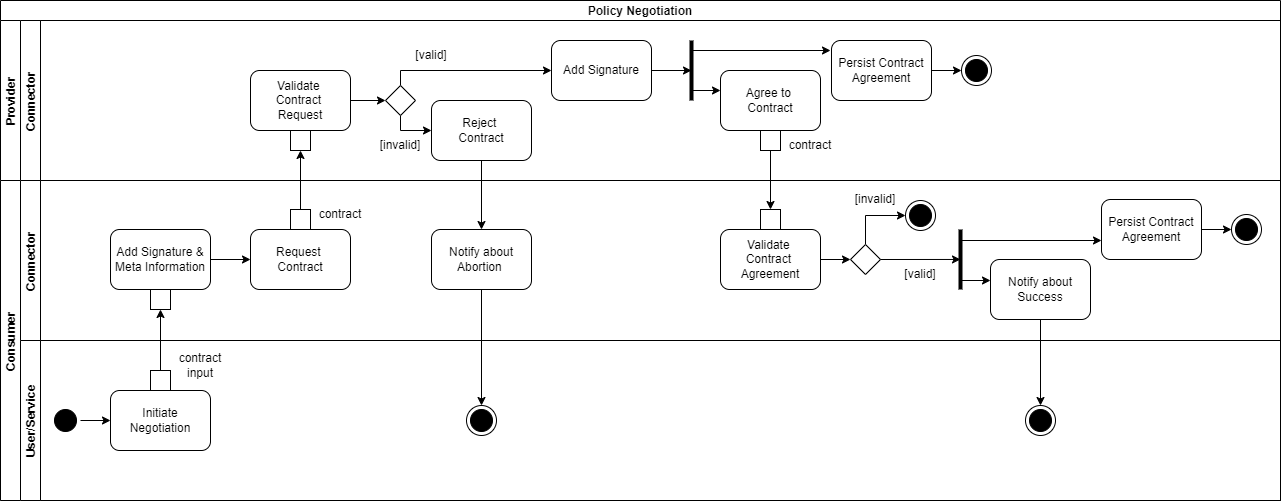 Policy Negotiation
Provider
Connector
Validate
Contract
Request
[valid]
[invalid]
Reject
Contract
Add Signature
Agree to
Contract
contract
Persist Contract
Agreement
Consumer
Connector
Add Signature &
Meta Information
contract
Request
Contract
Notify about
Abortion
Validate
Contract
Agreement
[invalid]
[valid]
Persist Contract
Agreement
Notify about
Success
User/Service
contract
input
Initiate
Negotiation